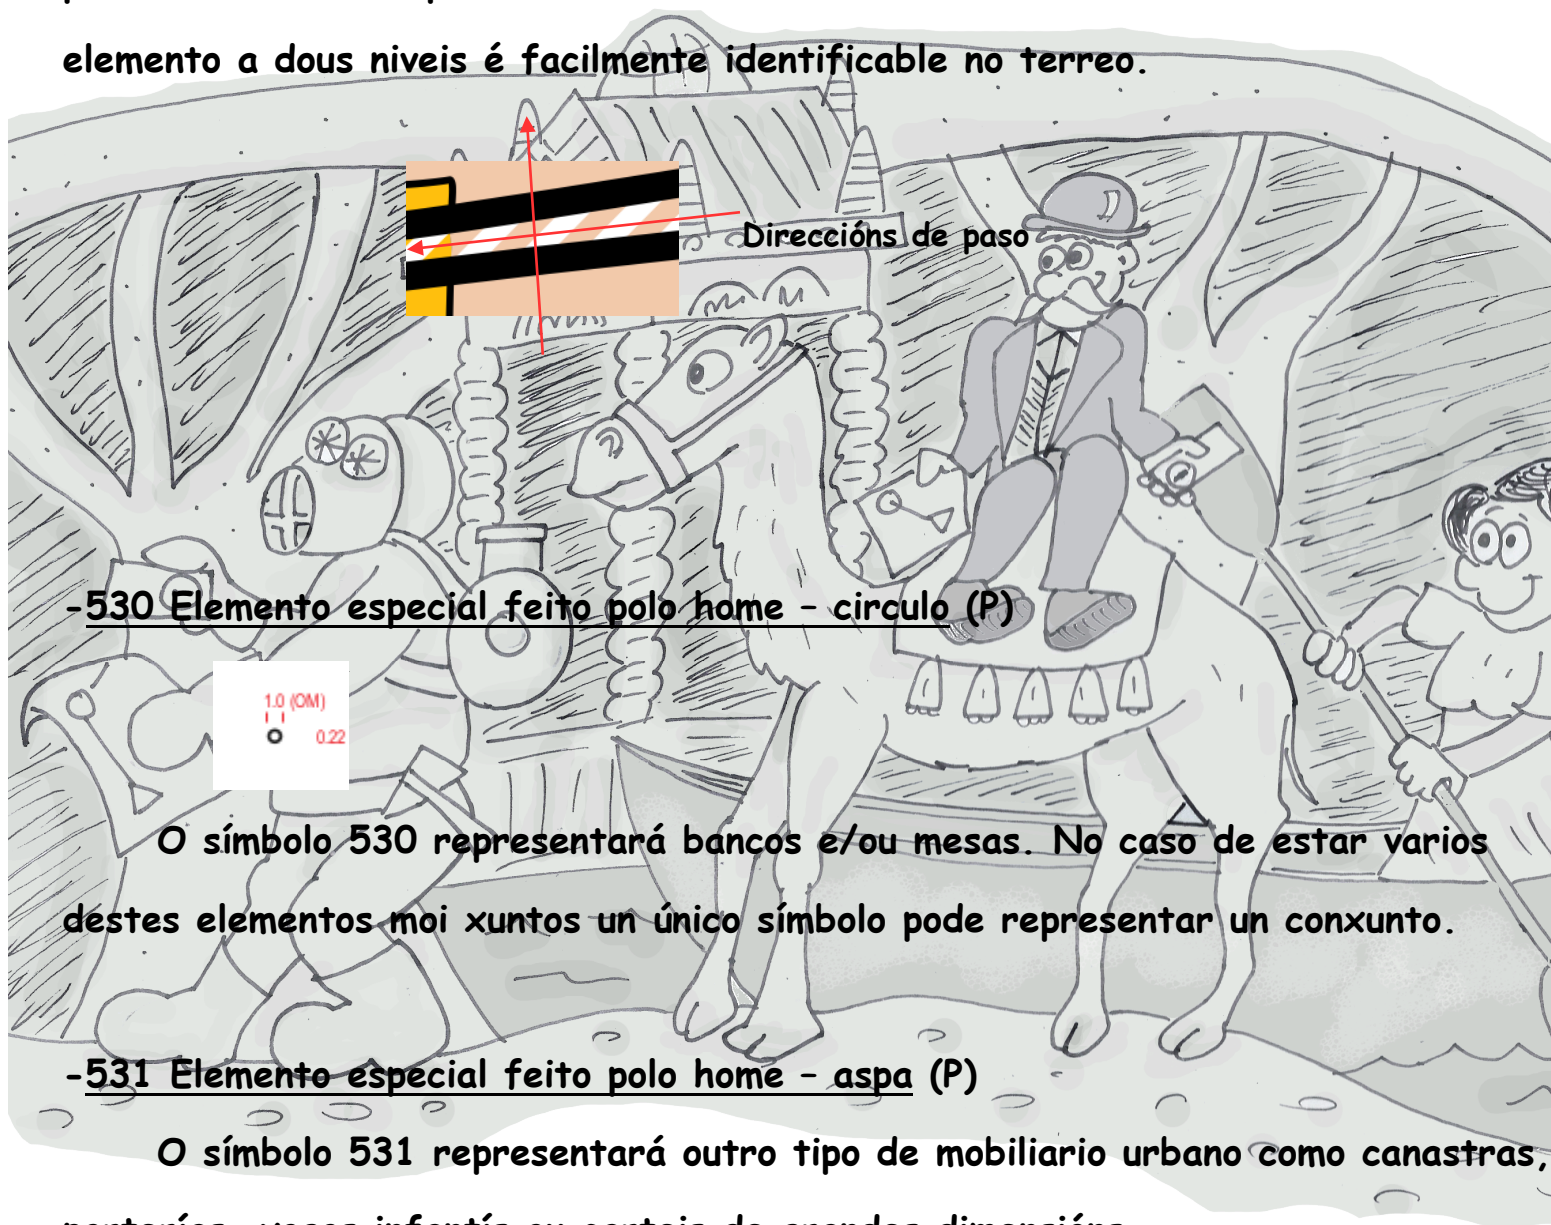 elemento a dous niveis é facilmente identificable no terreo.
Direccións de paso
-530 Elemento especial feito polo home – circulo (P)
1.0 (OM)
0.22
O símbolo 530 representará bancos e/ou mesas. No caso de estar varios
destes elementos moi xuntos un único símbolo pode representar un conxunto.
-531 Elemento especial feito polo home – aspa (P)
O símbolo 531 representará outro tipo de mobiliario urbano como canastras,